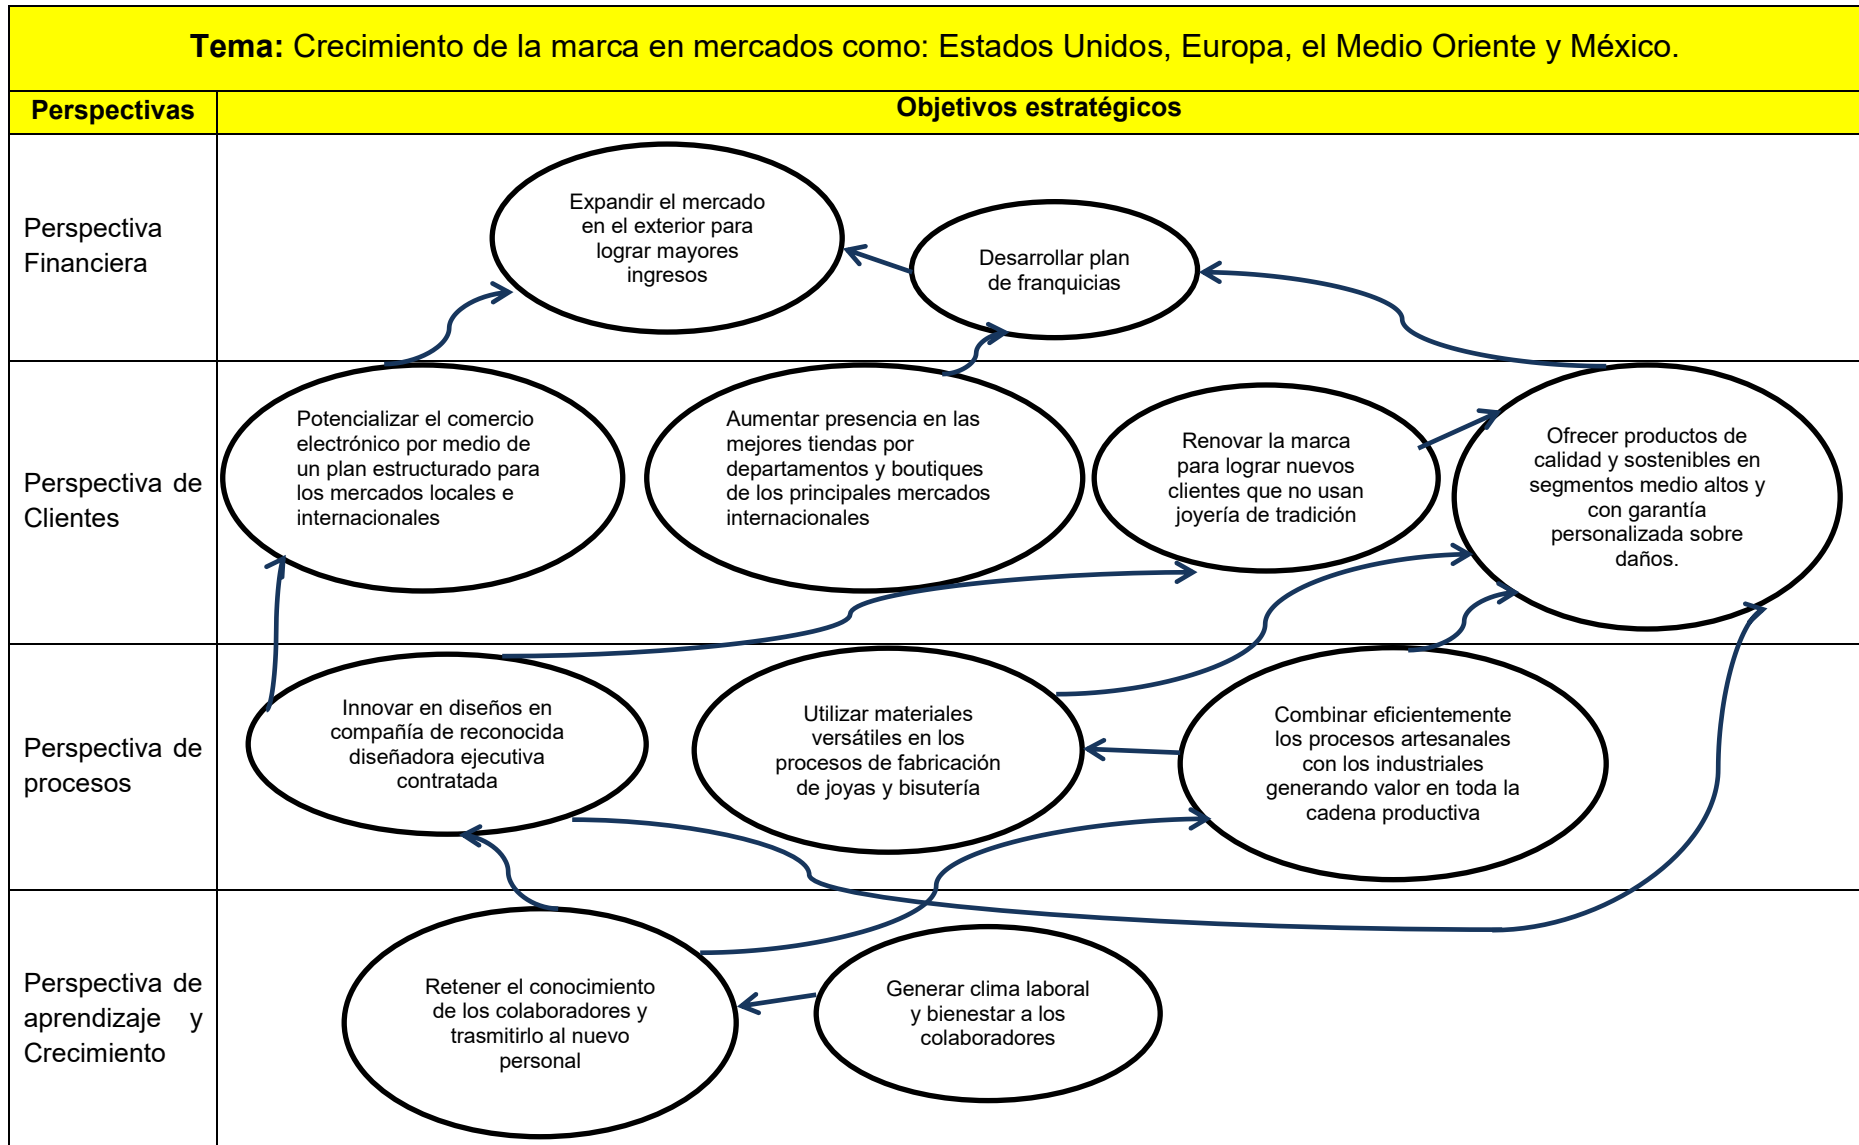 Tema: Crecimiento de la marca en mercados como: Estados Unidos, Europa, el Medio Oriente y México.
Perspectivas
Objetivos estratégicos
Perspectiva
Financiera
Expandir el mercado
en el exterior para
lograr mayores
ingresos
Desarrollar plan
de franquicias
Perspectiva de
Clientes
Potencializar el comercio
electrónico por medio de
un plan estructurado para
los mercados locales e
internacionales
Aumentar presencia en las
mejores tiendas por
departamentos y boutiques
de los principales mercados
internacionales
Renovar la marca
para lograr nuevos
clientes que no usan
joyería de tradición
Ofrecer productos de
calidad y sostenibles en
segmentos medio altos y
con garantía
personalizada sobre
daños.
Perspectiva de
procesos
Innovar en diseños en
compañía de reconocida
diseñadora ejecutiva
contratada
Utilizar materiales
versátiles en los
procesos de fabricación
de joyas y bisutería
Combinar eficientemente
los procesos artesanales
con los industriales
generando valor en toda la
cadena productiva
Perspectiva de
aprendizaje y
Crecimiento
Retener el conocimiento
de los colaboradores y
trasmitirlo al nuevo
personal
Generar clima laboral
y bienestar a los
colaboradores